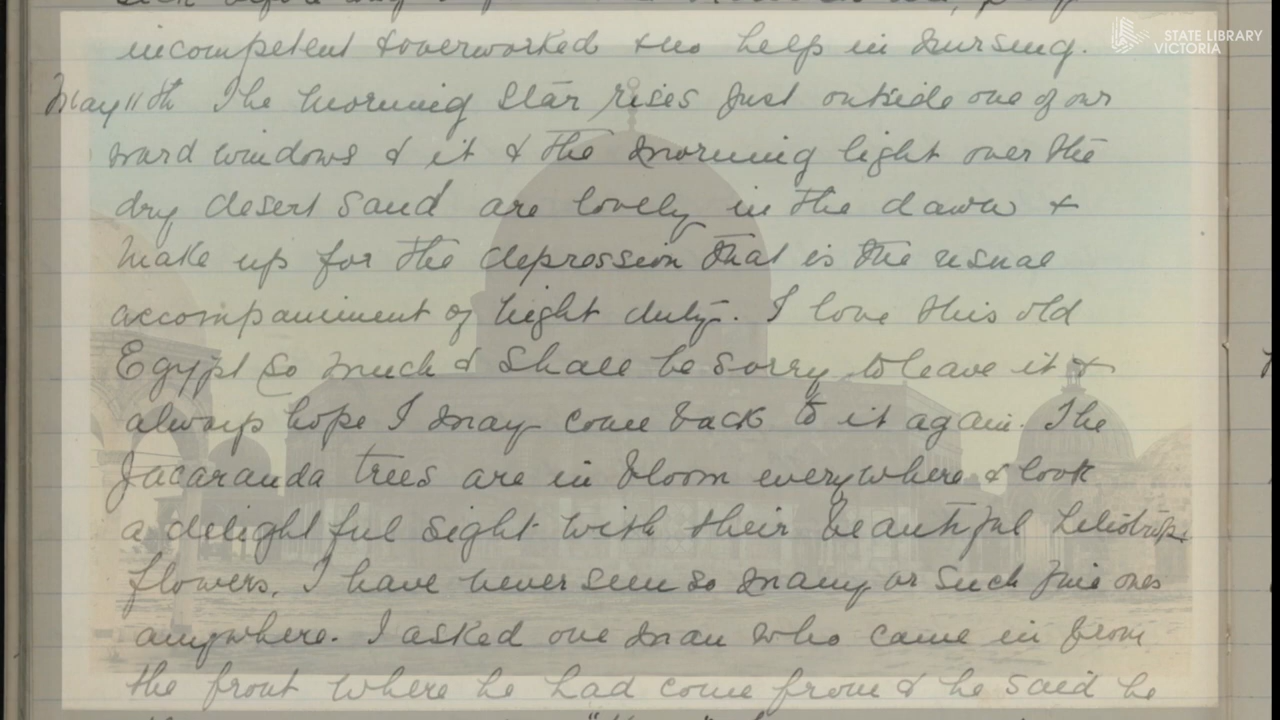 STATE LIBRARY
VICTORIA
incompetent & overworked & no help in nursing.
May 11th The morning Star rises just outside one of our
ward windows & it & the morning light over the
dry desert sand are lovely in the dawn &
make up for the depression that is the usual
accompaniment of night duty. I love this old
Egypt so much & shall be sorry to leave it &
always hope I may come back to it again. The
Jacaranda trees are in bloom everywhere & look
a delightful sight with their beautiful heliotrope
flowers. I have never seen so many or such fine ones
anywhere. I asked one man who came in from
the front where he had come from & he said he